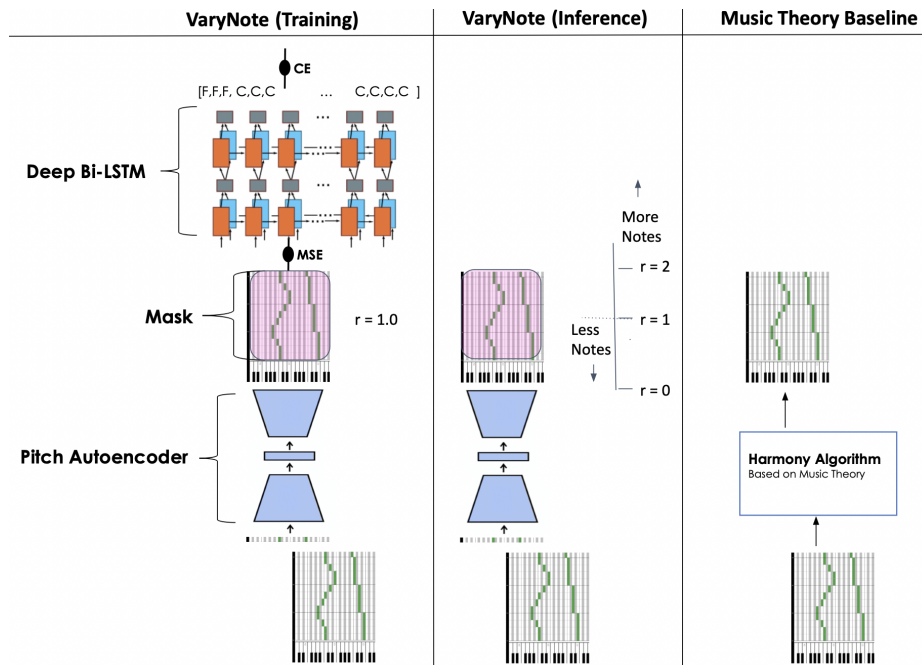 VaryNote (Training)
VaryNote (Inference)
Music Theory Baseline
CE
[F,F,F, C,C,C ... C,C,C,C ]
Deep Bi-LSTM
MSE
Mask
r = 1.0
Pitch Autoencoder
More
Notes
r = 2
r = 1
Less
Notes
r = 0
Harmony Algorithm
Based on Music Theory